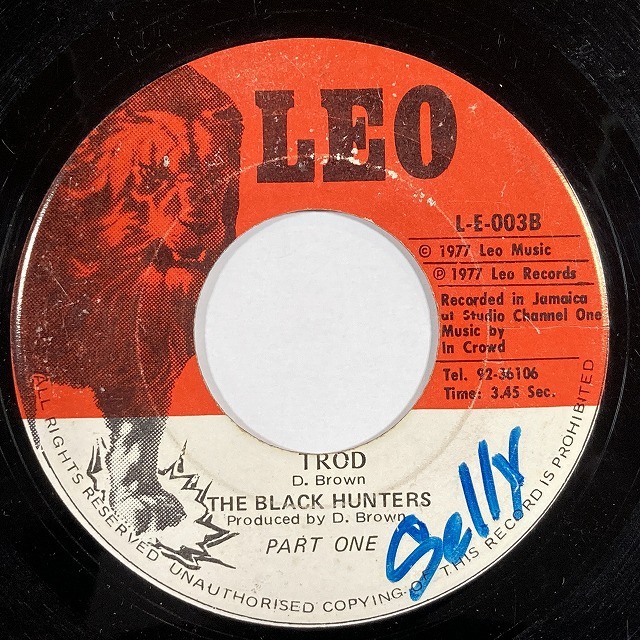 LEO
L-E-003B
© 1977 Leo Music
℗ 1977 Leo Records
Recorded in Jamaica
at Studio Channel One
Music by
In Crowd
Tel. 92-36106
Time: 3.45 Sec.
TROD
D. Brown
THE BLACK HUNTERS
Produced by D. Brown
PART ONE
Selly
ALL RIGHTS RESERVED UNAUTHORISED COPYING OF THIS RECORD IS PROHIBITED